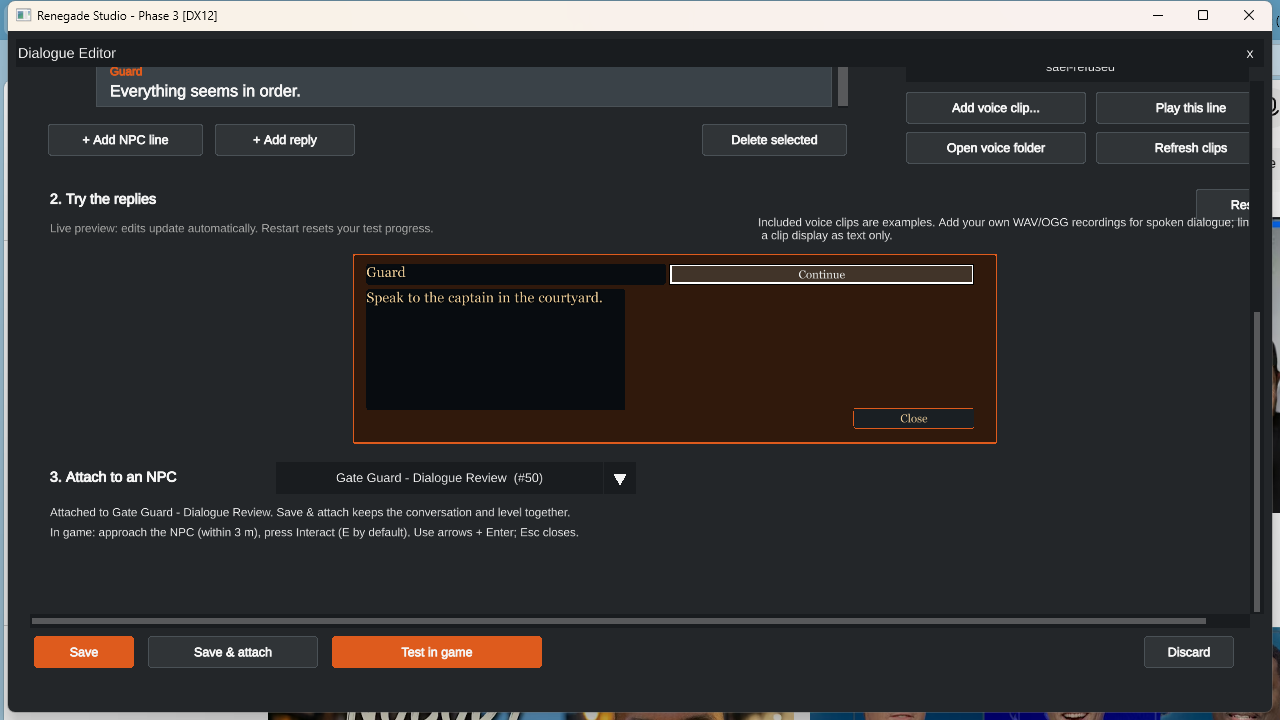 Renegade Studio - Phase 3 [DX12]
Dialogue Editor
x
Guard
Everything seems in order.
sael-refused
Add voice clip...
Play this line
+ Add NPC line
+ Add reply
Delete selected
Open voice folder
Refresh clips
2. Try the replies
Res
Live preview: edits update automatically. Restart resets your test progress.
Included voice clips are examples. Add your own WAV/OGG recordings for spoken dialogue; lin
a clip display as text only.
Guard
Continue
Speak to the captain in the courtyard.
Close
3. Attach to an NPC
Gate Guard - Dialogue Review (#50)
Attached to Gate Guard - Dialogue Review. Save & attach keeps the conversation and level together.
In game: approach the NPC (within 3 m), press Interact (E by default). Use arrows + Enter; Esc closes.
Save
Save & attach
Test in game
Discard